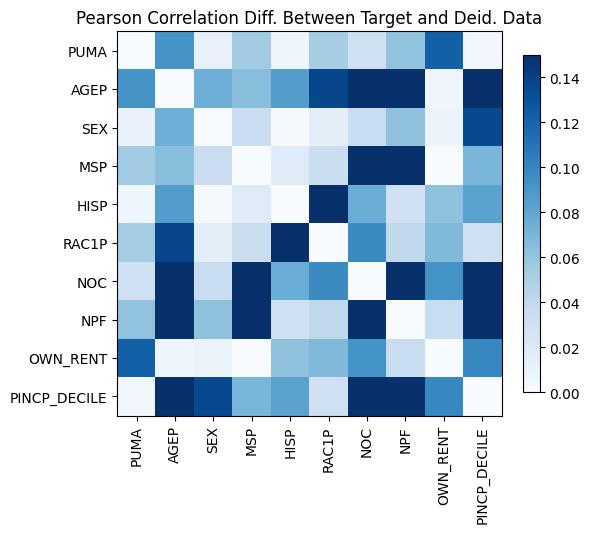 Pearson Correlation Diff. Between Target and Deid. Data
PUMA
AGEP
SEX
MSP
HISP
RAC1P
NOC
NPF
OWN_RENT
PINCP_DECILE
PUMA
AGEP
SEX
MSP
HISP
RAC1P
NOC
NPF
OWN_RENT
PINCP_DECILE
0.14
0.12
0.10
0.08
0.06
0.04
0.02
0.00